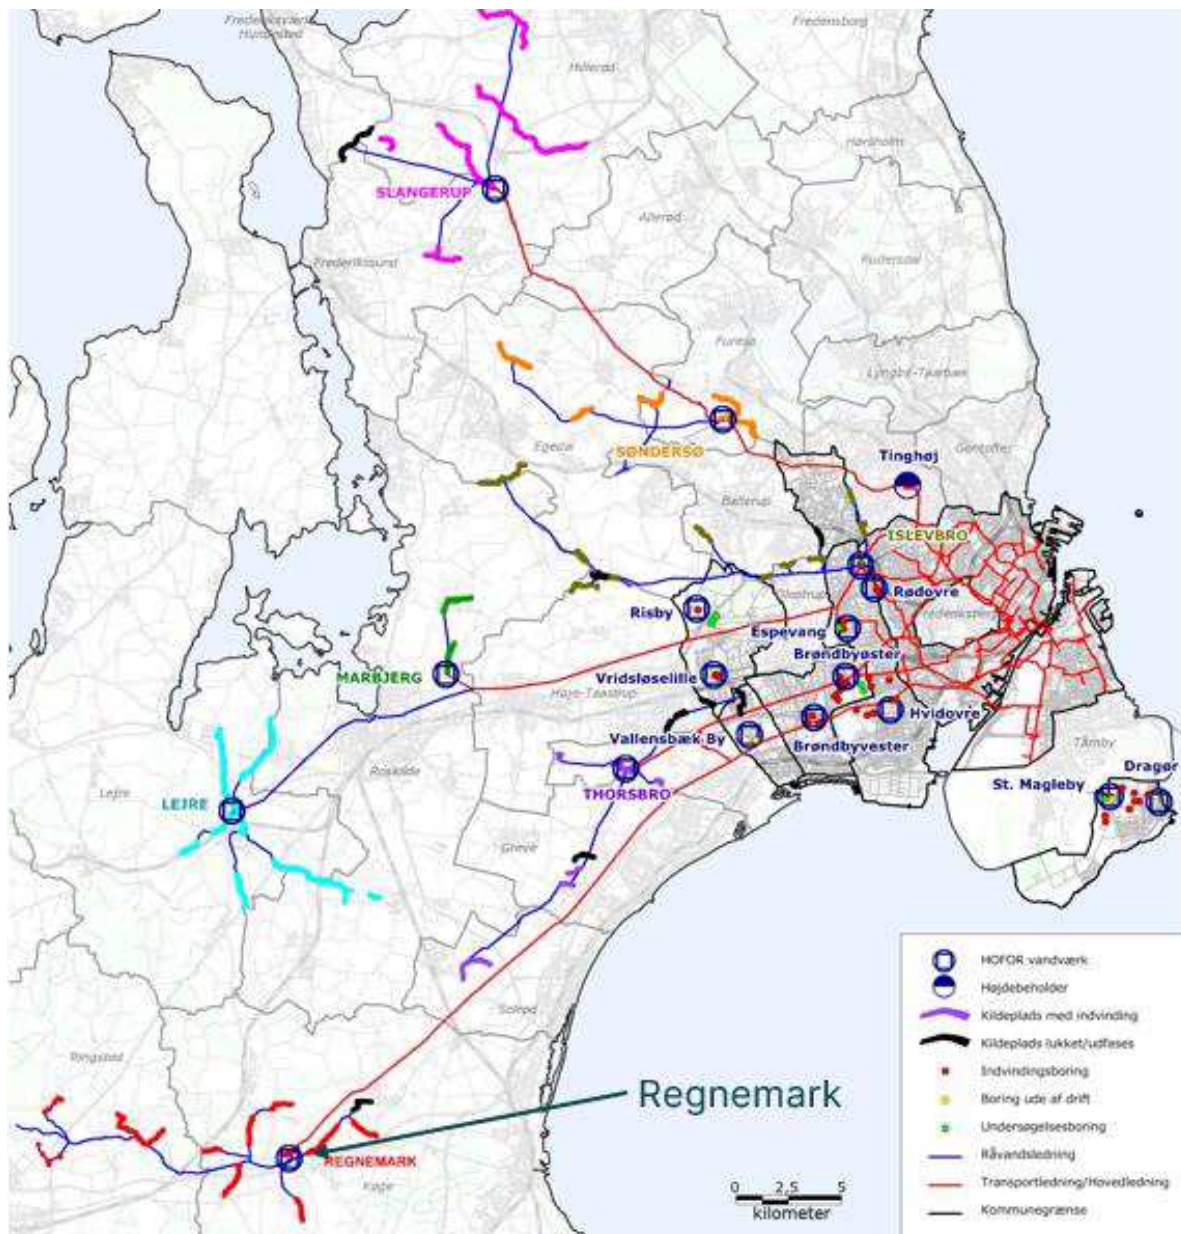 Fredensborg
Hillerød
Hørsholm
SLANGERUP
Allerød
Frederikssund
Rudersdal
Furesø
Lyngby-Taarbæk
Egedal
SØNDERSØ
Gentofte
Tinghøj
Ballerup
ISLEVBRO
Glostrup
Rødovre
Risby
Espevang
Brøndbyøster
MARBJERG
Vridsløselille
Høje-Taastrup
Hvidovre
Vallensbæk By
Brøndbyvester
Tårnby
Roskilde
Dragør
St. Magleby
Lejre
LEJRE
THORSBRO
Greve
Solrød
Ringsted
Regnemark
REGNEMARK
Køge
HOFOR vandværk
Højdebeholder
Kildeplads med indvinding
Kildeplads lukket/udfases
Indvindingsboring
Boring ude af drift
Undersøgelsesboring
Råvandsledning
Transportledning/Hovedledning
Kommunegrænse
0 2,5 5
kilometer